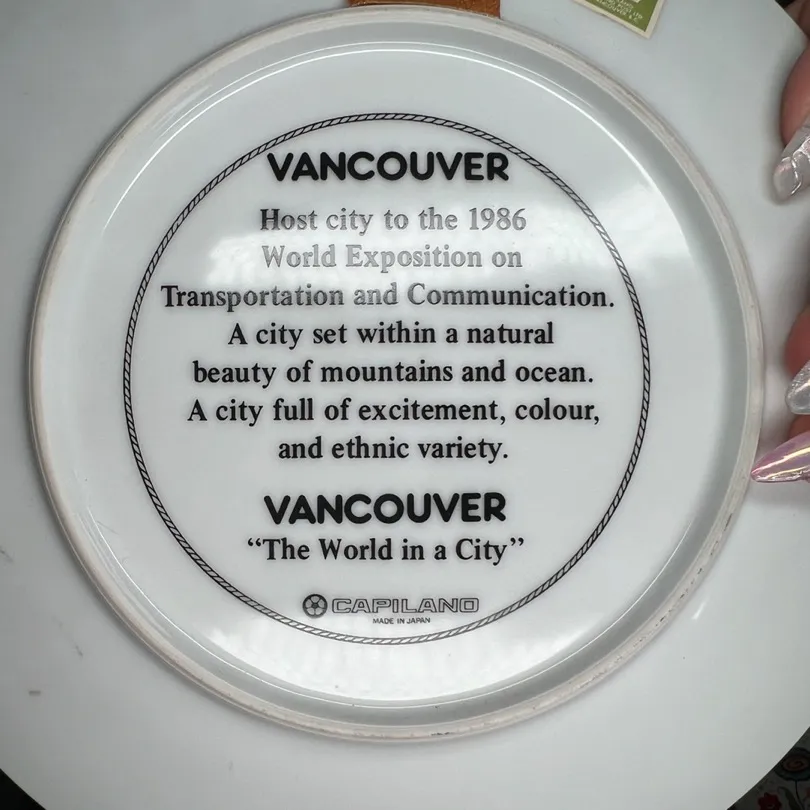 VANCOUVER
Host city to the 1986
World Exposition on
Transportation and Communication.
A city set within a natural
beauty of mountains and ocean.
A city full of excitement, colour,
and ethnic variety.
VANCOUVER
“The World in a City”
CAPILANO
MADE IN JAPAN